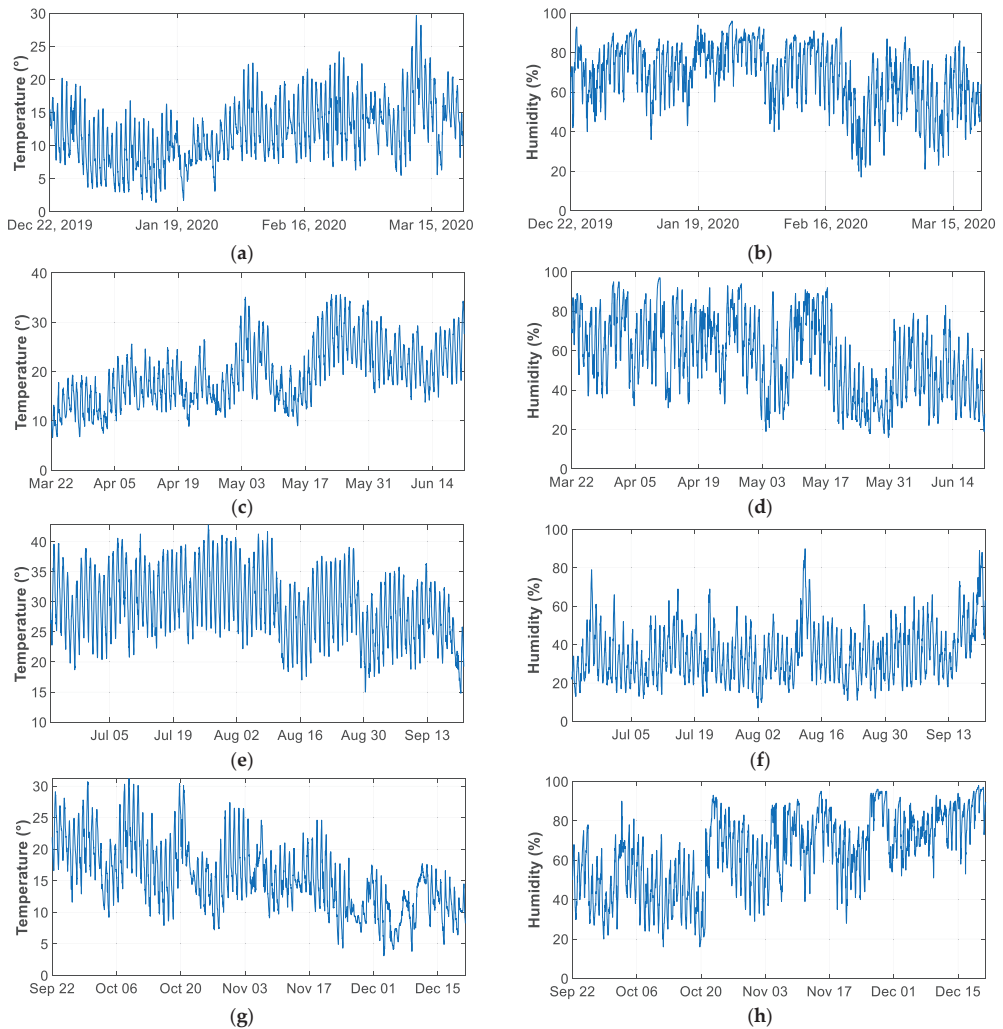 Temperature (°)
30
25
20
15
10
5
0
Dec 22, 2019 Jan 19, 2020 Feb 16, 2020 Mar 15, 2020
(a)
Humidity (%)
100
80
60
40
20
0
Dec 22, 2019 Jan 19, 2020 Feb 16, 2020 Mar 15, 2020
(b)
Temperature (°)
40
30
20
10
0
Mar 22 Apr 05 Apr 19 May 03 May 17 May 31 Jun 14
(c)
Humidity (%)
100
80
60
40
20
0
Mar 22 Apr 05 Apr 19 May 03 May 17 May 31 Jun 14
(d)
Temperature (°)
40
35
30
25
20
15
10
Jul 05 Jul 19 Aug 02 Aug 16 Aug 30 Sep 13
(e)
Humidity (%)
100
80
60
40
20
0
Jul 05 Jul 19 Aug 02 Aug 16 Aug 30 Sep 13
(f)
Temperature (°)
30
25
20
15
10
5
0
Sep 22 Oct 06 Oct 20 Nov 03 Nov 17 Dec 01 Dec 15
(g)
Humidity (%)
100
80
60
40
20
0
Sep 22 Oct 06 Oct 20 Nov 03 Nov 17 Dec 01 Dec 15
(h)